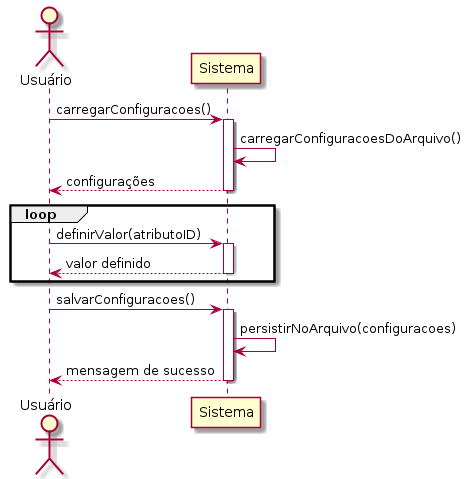 Usuário
Sistema
carregarConfiguracoes()
carregarConfiguracoesDoArquivo()
configurações
loop
definirValor(atributoID)
valor definido
salvarConfiguracoes()
persistirNoArquivo(configuracoes)
mensagem de sucesso
Usuário
Sistema